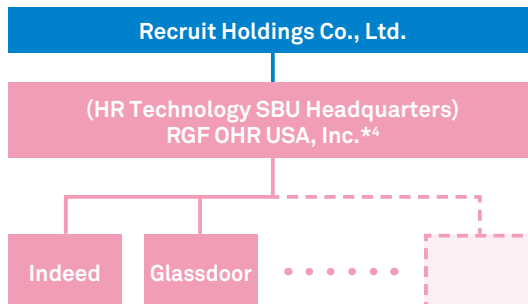 Recruit Holdings Co., Ltd.
(HR Technology SBU Headquarters)
RGF OHR USA, Inc.*4
Indeed
Glassdoor